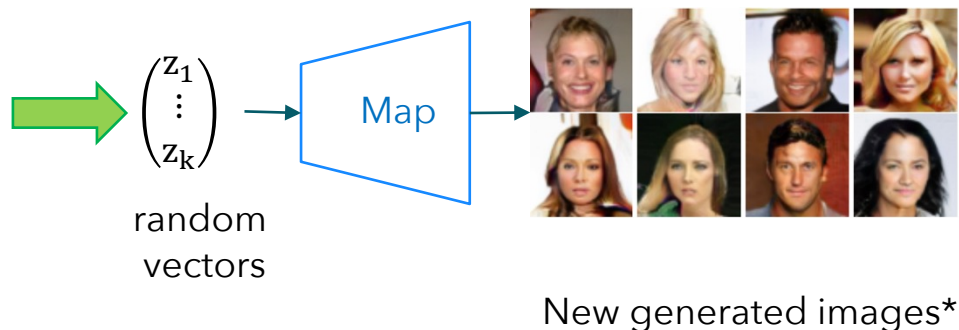 z₁
⋮
zₖ
Map
random
vectors
New generated images*